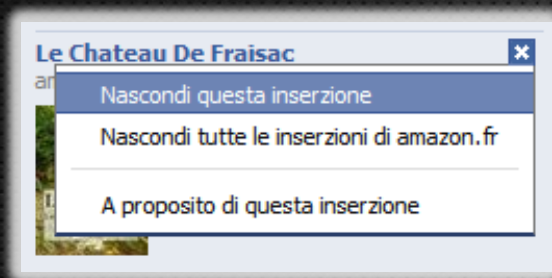 Le Chateau De Fraisac
Nascondi questa inserzione
Nascondi tutte le inserzioni di amazon.fr
A proposito di questa inserzione